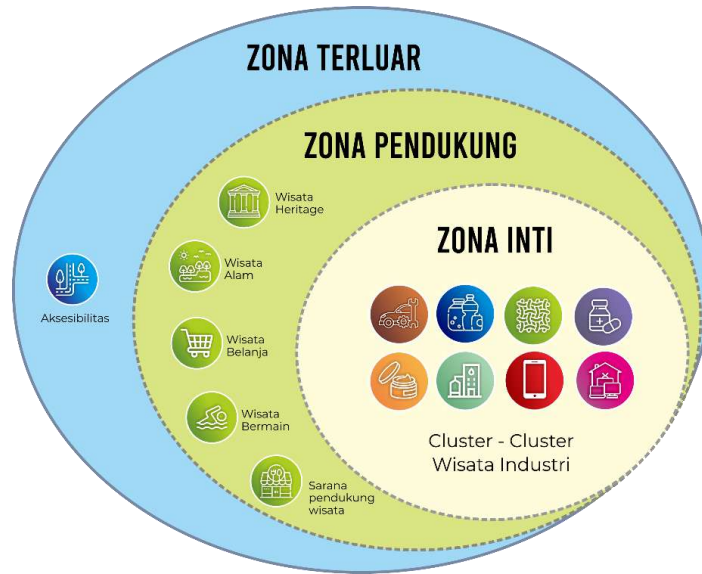 ZONA TERLUAR
ZONA PENDUKUNG
Wisata
Heritage
ZONA INTI
Wisata
Alam
Aksesibilitas
Wisata
Belanja
Wisata
Bermain
Cluster - Cluster
Wisata Industri
Sarana
pendukung
wisata